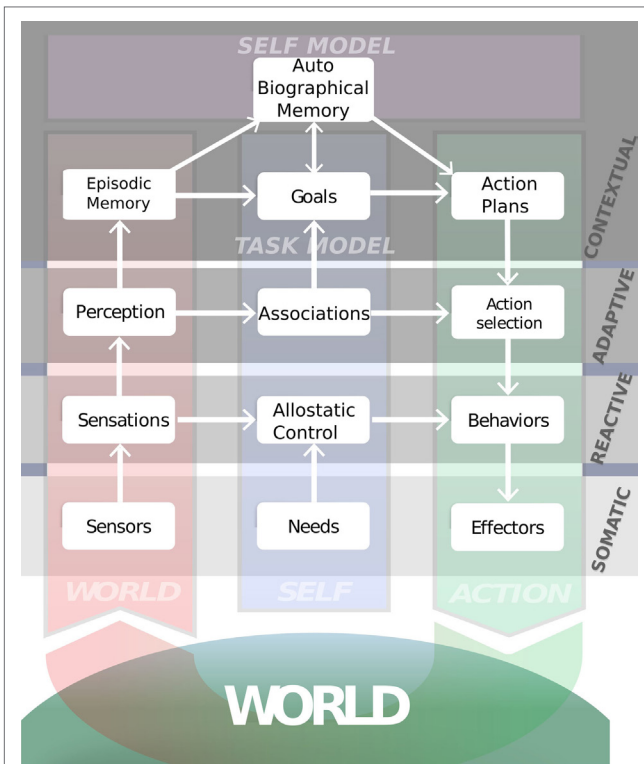 SELF MODEL
Auto
Biographical
Memory
CONTEXTUAL
Episodic
Memory
Goals
Action
Plans
TASK MODEL
ADAPTIVE
Perception
Associations
Action
selection
REACTIVE
Sensations
Allostatic
Control
Behaviors
SOMATIC
Sensors
Needs
Effectors
WORLD
SELF
ACTION
WORLD